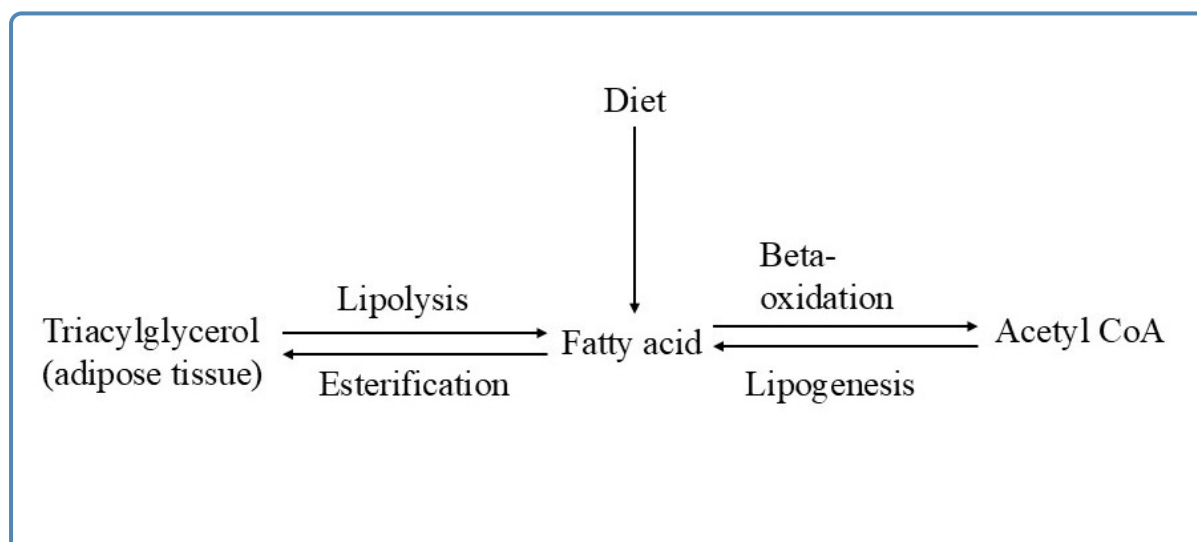 Diet
Beta-
oxidation
Lipolysis
Triacylglycerol
(adipose tissue)
Fatty acid
Acetyl CoA
Esterification
Lipogenesis